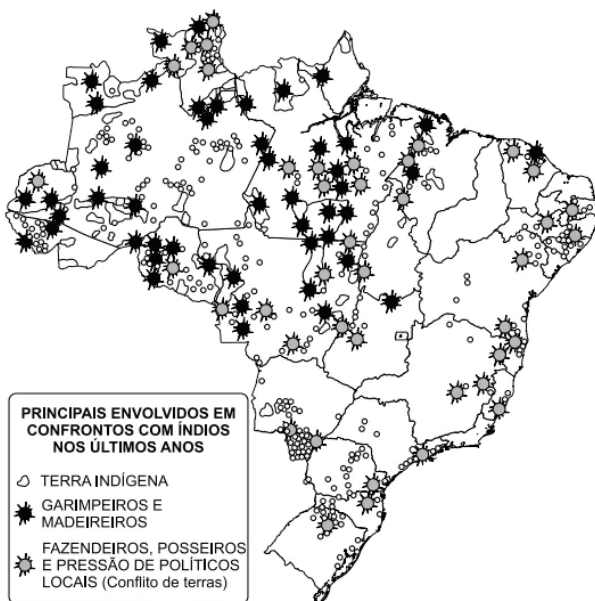 PRINCIPAIS ENVOLVIDOS EM
CONFRONTOS COM ÍNDIOS
NOS ÚLTIMOS ANOS
TERRA INDÍGENA
GARIMPEIROS E
MADEIREIROS
FAZENDEIROS, POSSEIROS
E PRESSÃO DE POLÍTICOS
LOCAIS (Conflito de terras)